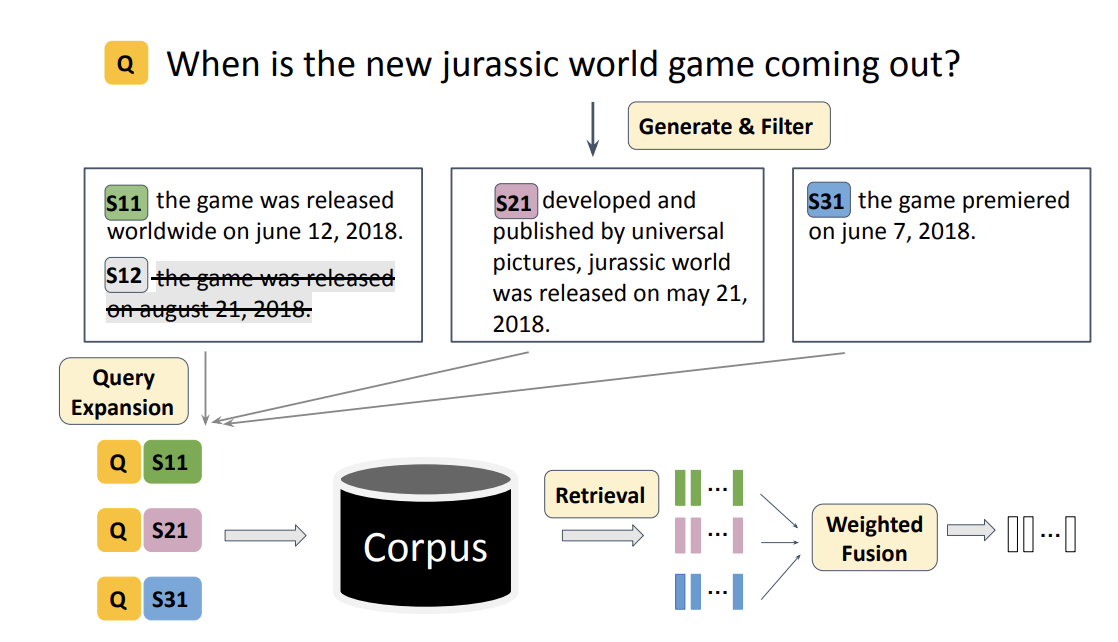 Q When is the new jurassic world game coming out?
Generate & Filter
S11 the game was released
worldwide on june 12, 2018.
S12 the game was released
on august 21, 2018.
S21 developed and
published by universal
pictures, jurassic world
was released on may 21,
2018.
S31 the game premiered
on june 7, 2018.
Query
Expansion
Q S11
Q S21
Q S31
Corpus
Retrieval
...
...
...
Weighted
Fusion
...